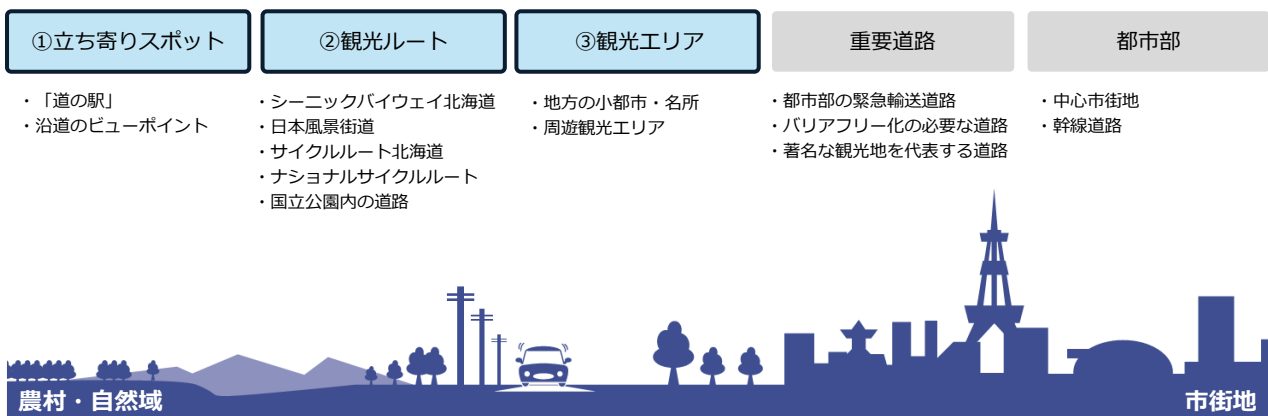 ①立ち寄りスポット
・「道の駅」
・沿道のビューポイント
②観光ルート
・シーニックバイウェイ北海道
・日本風景街道
・サイクルルート北海道
・ナショナルサイクルルート
・国立公園内の道路
③観光エリア
・地方の小都市・名所
・周遊観光エリア
重要道路
・都市部の緊急輸送道路
・バリアフリー化の必要な道路
・著名な観光地を代表する道路
都市部
・中心市街地
・幹線道路
農村・自然域
市街地